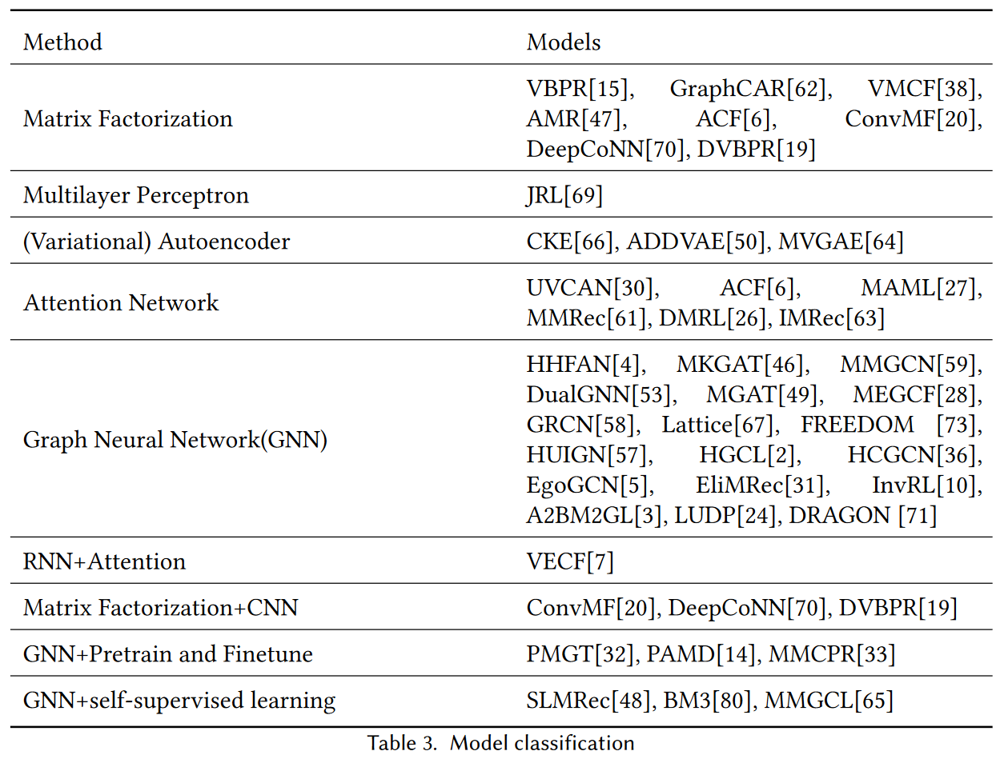 Method Models
Matrix Factorization
VBPR[15], GraphCAR[62], VMCF[38],
AMR[47], ACF[6], ConvMF[20],
DeepCoNN[70], DVBPR[19]
Multilayer Perceptron JRL[69]
(Variational) Autoencoder CKE[66], ADDVAE[50], MVGAE[64]
Attention Network
UVCAN[30], ACF[6], MAML[27],
MMRec[61], DMRL[26], IMRec[63]
Graph Neural Network(GNN)
HHFAN[4], MKGAT[46], MMGCN[59],
DualGNN[53], MGAT[49], MEGCF[28],
GRCN[58], Lattice[67], FREEDOM [73],
HUIGN[57], HGCL[2], HCGCN[36],
EgoGCN[5], EliMRec[31], InvRL[10],
A2BM2GL[3], LUDP[24], DRAGON [71]
RNN+Attention VECF[7]
Matrix Factorization+CNN ConvMF[20], DeepCoNN[70], DVBPR[19]
GNN+Pretrain and Finetune PMGT[32], PAMD[14], MMCPR[33]
GNN+self-supervised learning SLMRec[48], BM3[80], MMGCL[65]
Table 3. Model classification